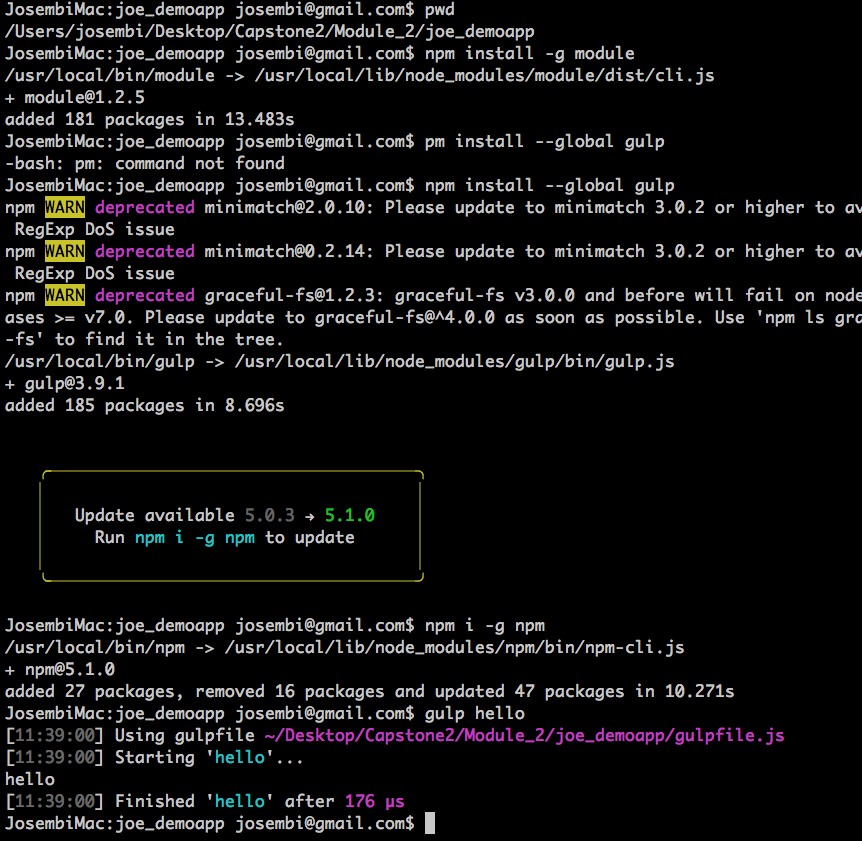 JosembiMac:joe_demoapp josembi@gmail.com$ pwd
/Users/josembi/Desktop/Capstone2/Module_2/joe_demoapp
JosembiMac:joe_demoapp josembi@gmail.com$ npm install -g module
/usr/local/bin/module -> /usr/local/lib/node_modules/module/dist/cli.js
+ module@1.2.5
added 181 packages in 13.483s
JosembiMac:joe_demoapp josembi@gmail.com$ pm install --global gulp
-bash: pm: command not found
JosembiMac:joe_demoapp josembi@gmail.com$ npm install --global gulp
npm WARN deprecated minimatch@2.0.10: Please update to minimatch 3.0.2 or higher to av
RegExp DoS issue
npm WARN deprecated minimatch@0.2.14: Please update to minimatch 3.0.2 or higher to av
RegExp DoS issue
npm WARN deprecated graceful-fs@1.2.3: graceful-fs v3.0.0 and before will fail on node
ases >= v7.0. Please update to graceful-fs@^4.0.0 as soon as possible. Use 'npm ls gra
-fs' to find it in the tree.
/usr/local/bin/gulp -> /usr/local/lib/node_modules/gulp/bin/gulp.js
+ gulp@3.9.1
added 185 packages in 8.696s
Update available 5.0.3 → 5.1.0
Run npm i -g npm to update
JosembiMac:joe_demoapp josembi@gmail.com$ npm i -g npm
/usr/local/bin/npm -> /usr/local/lib/node_modules/npm/bin/npm-cli.js
+ npm@5.1.0
added 27 packages, removed 16 packages and updated 47 packages in 10.271s
JosembiMac:joe_demoapp josembi@gmail.com$ gulp hello
[11:39:00] Using gulpfile ~/Desktop/Capstone2/Module_2/joe_demoapp/gulpfile.js
[11:39:00] Starting 'hello'...
hello
[11:39:00] Finished 'hello' after 176 μs
JosembiMac:joe_demoapp josembi@gmail.com$